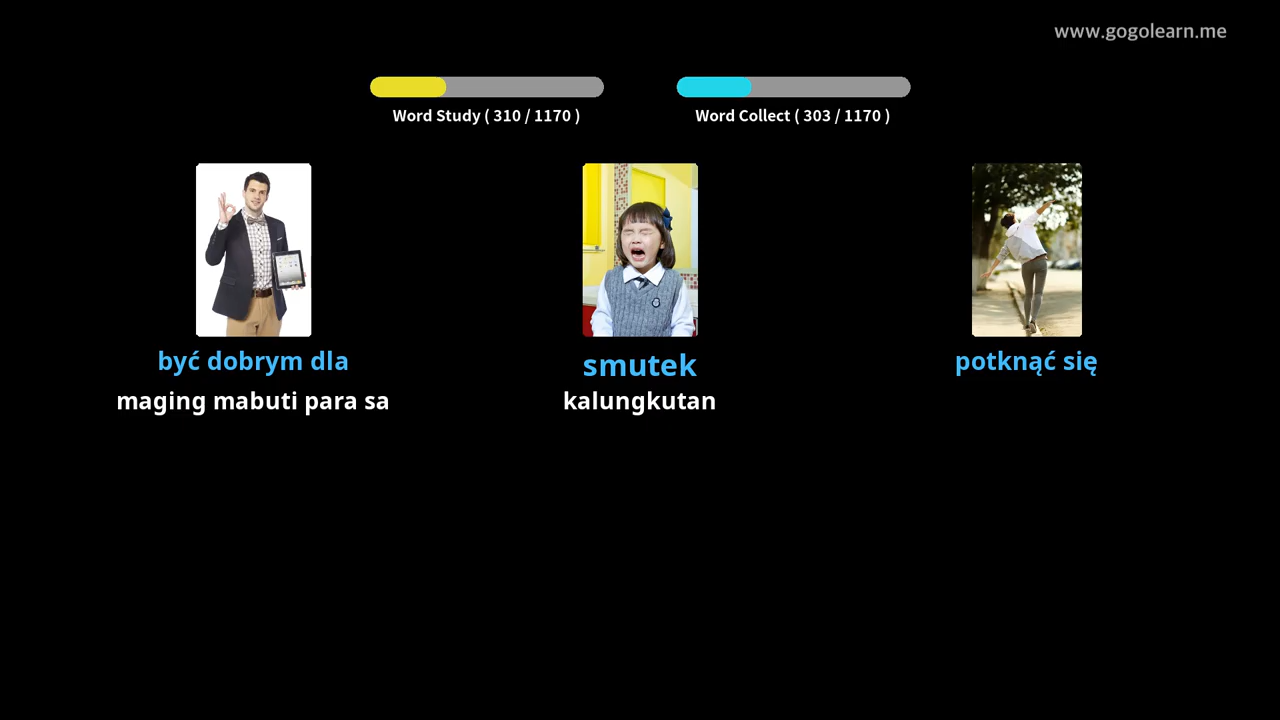 www.gogolearn.me
Word Study ( 310 / 1170 )
Word Collect ( 303 / 1170 )
być dobrym dla
maging mabuti para sa
smutek
kalungkutan
potknąć się